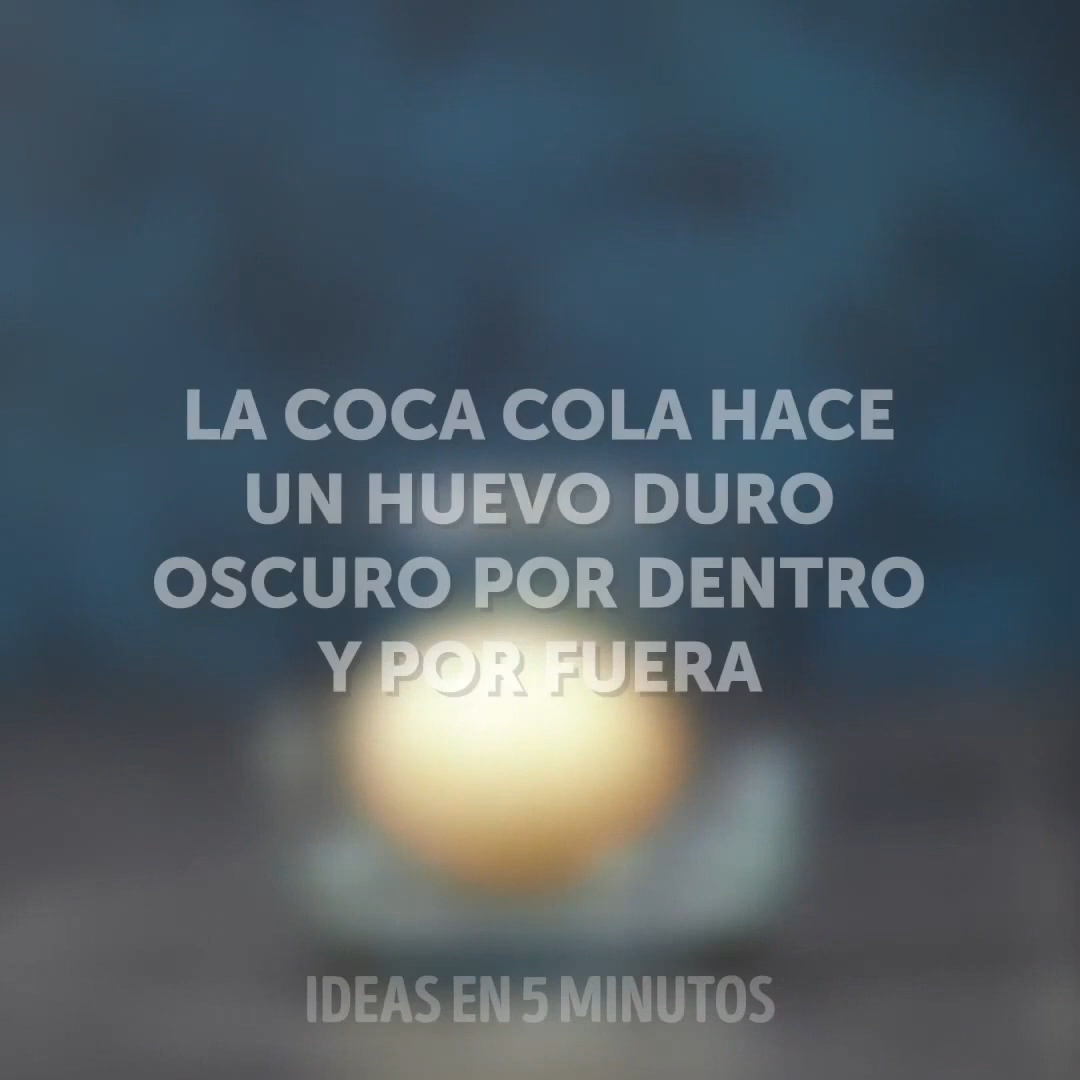 LA COCA COLA HACE
UN HUEVO DURO
OSCURO POR DENTRO
Y POR FUERA
IDEAS EN 5 MINUTOS